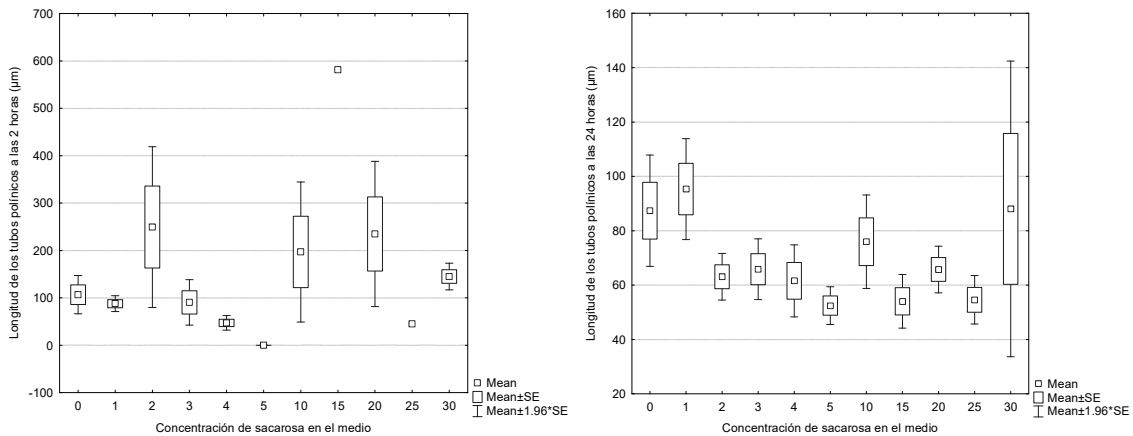 Longitud de los tubos polínicos a las 2 horas (µm)
700
600
500
400
300
200
100
0
-100
0 1 2 3 4 5 10 15 20 25 30
Concentración de sacarosa en el medio
Mean
Mean±SE
Mean±1.96*SE
Longitud de los tubos polínicos a las 24 horas (µm)
160
140
120
100
80
60
40
20
0 1 2 3 4 5 10 15 20 25 30
Concentración de sacarosa en el medio
Mean
Mean±SE
Mean±1.96*SE